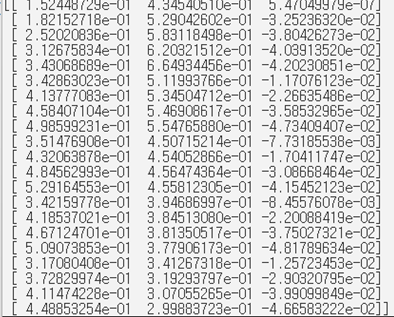 [[ 1.52448729e-01 4.34540510e-01 5.47049979e-07]
[ 1.82152718e-01 5.29042602e-01 -3.25236320e-02]
[ 2.52020836e-01 5.83118498e-01 -3.80426273e-02]
[ 3.12675834e-01 6.20321512e-01 -4.03913520e-02]
[ 3.43068689e-01 6.64934456e-01 -4.20230979e-01]
[ 3.42863023e-01 5.11993766e-01 -1.17076123e-02]
[ 4.13777083e-01 5.34504712e-01 -2.26635486e-02]
[ 4.58407104e-01 5.46908617e-01 -3.58532965e-02]
[ 4.98599231e-01 5.54765880e-01 -4.73409407e-02]
[ 3.51476908e-01 4.50715214e-01 -7.73185538e-03]
[ 4.32063878e-01 4.54052866e-01 -1.70411747e-02]
[ 4.84562993e-01 4.56474364e-01 -3.08668464e-02]
[ 5.29164553e-01 4.55812305e-01 -4.15452123e-02]
[ 3.42159778e-01 3.94686997e-01 -8.45576078e-03]
[ 4.18537021e-01 3.84513080e-01 -2.20088419e-02]
[ 4.67124701e-01 3.81350517e-01 -3.75027321e-02]
[ 5.09073853e-01 3.77906173e-01 -4.81789634e-02]
[ 3.17080408e-01 3.41267318e-01 -1.25723453e-02]
[ 3.72829974e-01 3.19293797e-01 -2.90320795e-02]
[ 4.11474228e-01 3.07055265e-01 -3.99099849e-02]
[ 4.48853254e-01 2.99883723e-01 -4.66583222e-02]]